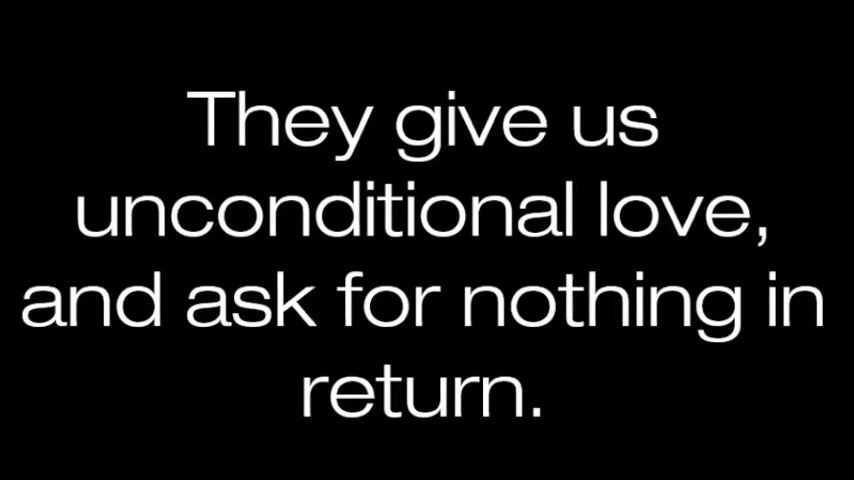 They give us
unconditional love,
and ask for nothing in
return.